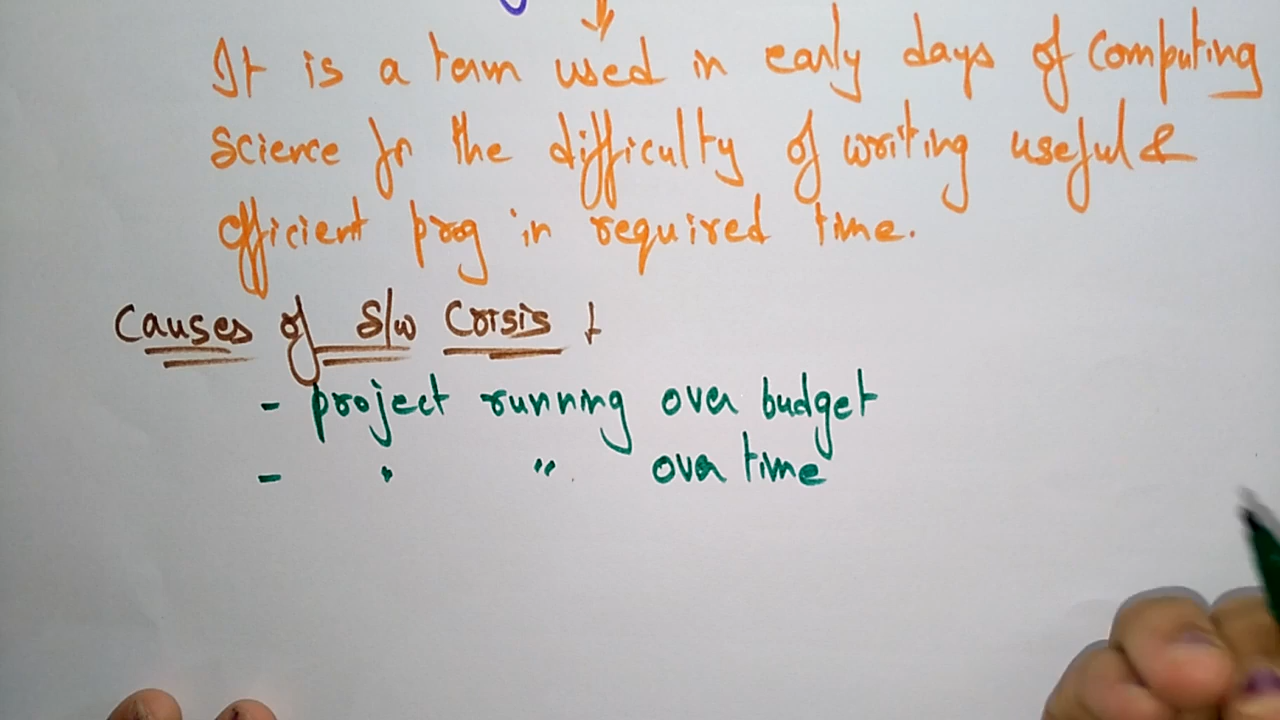 It is a term used in early days of computing
science for the difficulty of writing useful &
efficient prog in required time.
Causes of S/w Crisis
- project running over budget
- " " over time